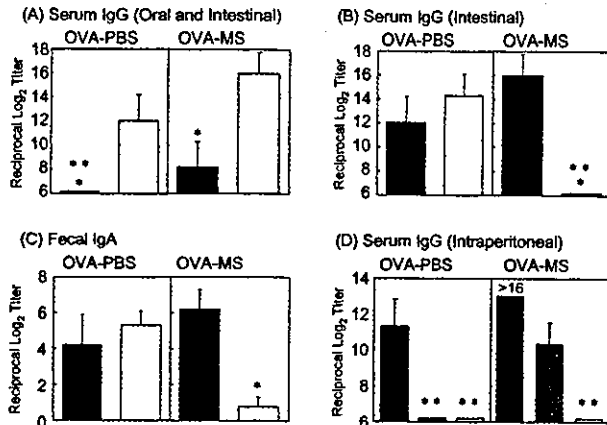 (A) Serum IgG (Oral and Intestinal)
OVA-PBS OVA-MS
Reciprocal Log2 Titer
18
16
14
12
10
8
6
*
* *
*
(B) Serum IgG (Intestinal)
OVA-PBS OVA-MS
Reciprocal Log2 Titer
18
16
14
12
10
8
6
* *
*
(C) Fecal IgA
OVA-PBS OVA-MS
Reciprocal Log2 Titer
8
6
4
2
0
*
(D) Serum IgG (Intraperitoneal)
OVA-PBS OVA-MS
Reciprocal Log2 Titer
14
12
10
8
6
>16
* *
* *
* *